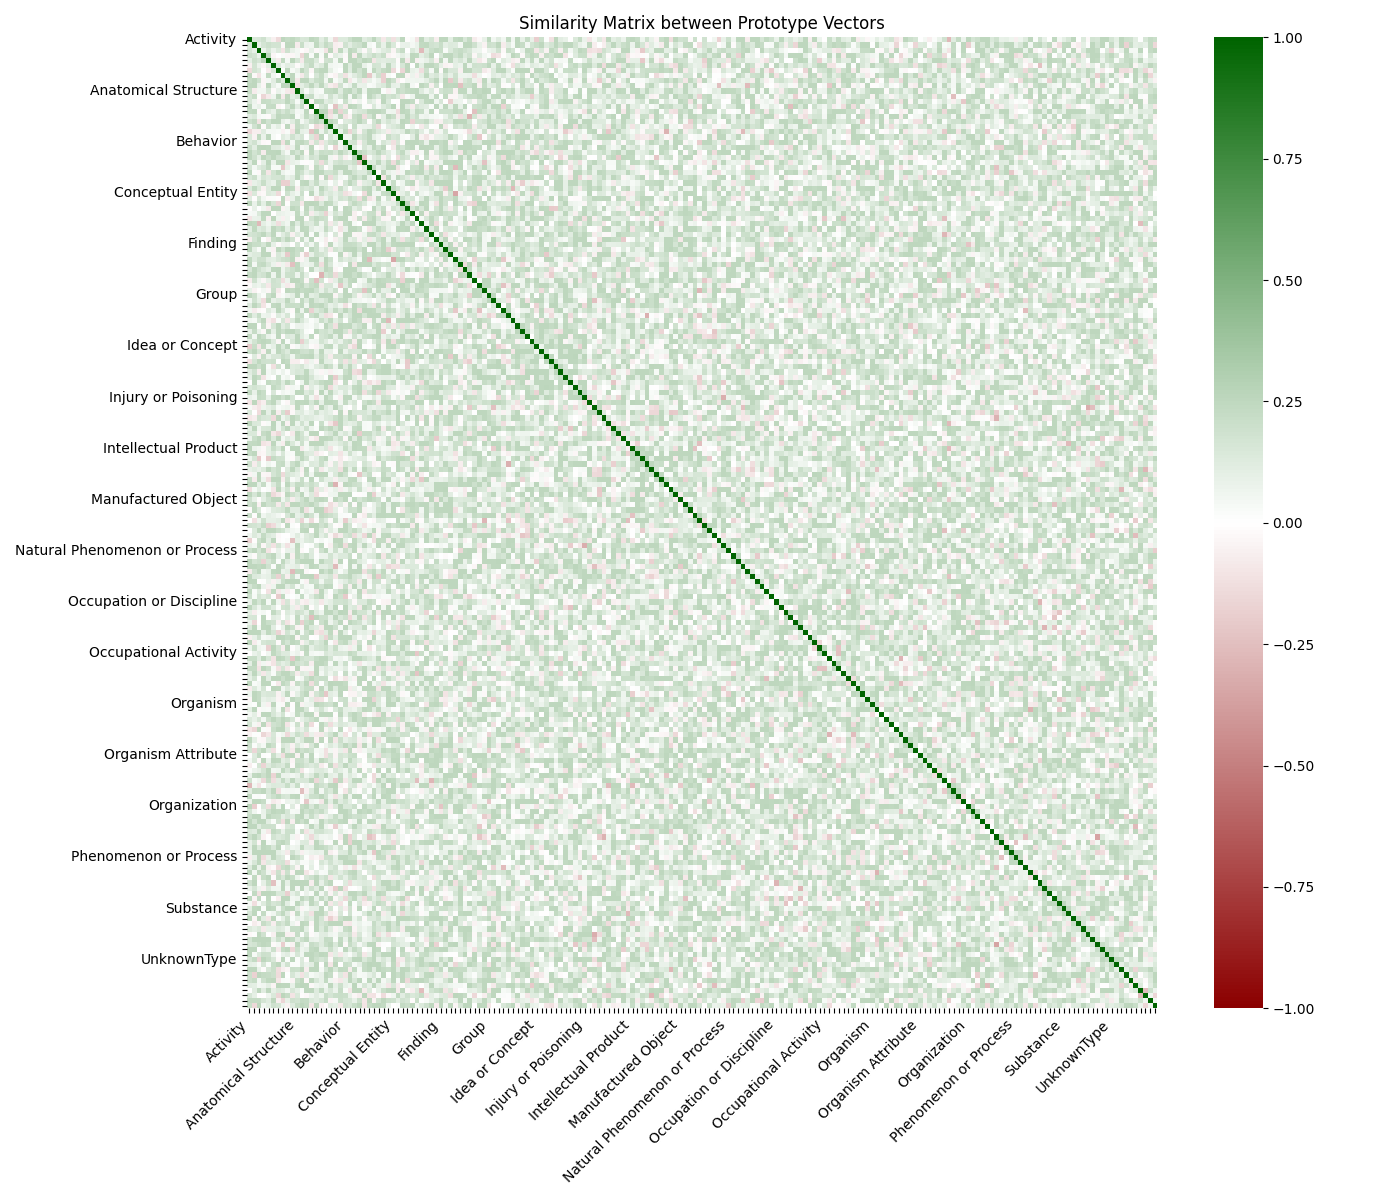 Similarity Matrix between Prototype Vectors
Activity
Anatomical Structure
Behavior
Conceptual Entity
Finding
Group
Idea or Concept
Injury or Poisoning
Intellectual Product
Manufactured Object
Natural Phenomenon or Process
Occupation or Discipline
Occupational Activity
Organism
Organism Attribute
Organization
Phenomenon or Process
Substance
UnknownType
Activity
Anatomical Structure
Behavior
Conceptual Entity
Finding
Group
Idea or Concept
Injury or Poisoning
Intellectual Product
Manufactured Object
Natural Phenomenon or Process
Occupation or Discipline
Occupational Activity
Organism
Organism Attribute
Organization
Phenomenon or Process
Substance
UnknownType
1.00
0.75
0.50
0.25
0.00
−0.25
−0.50
−0.75
−1.00